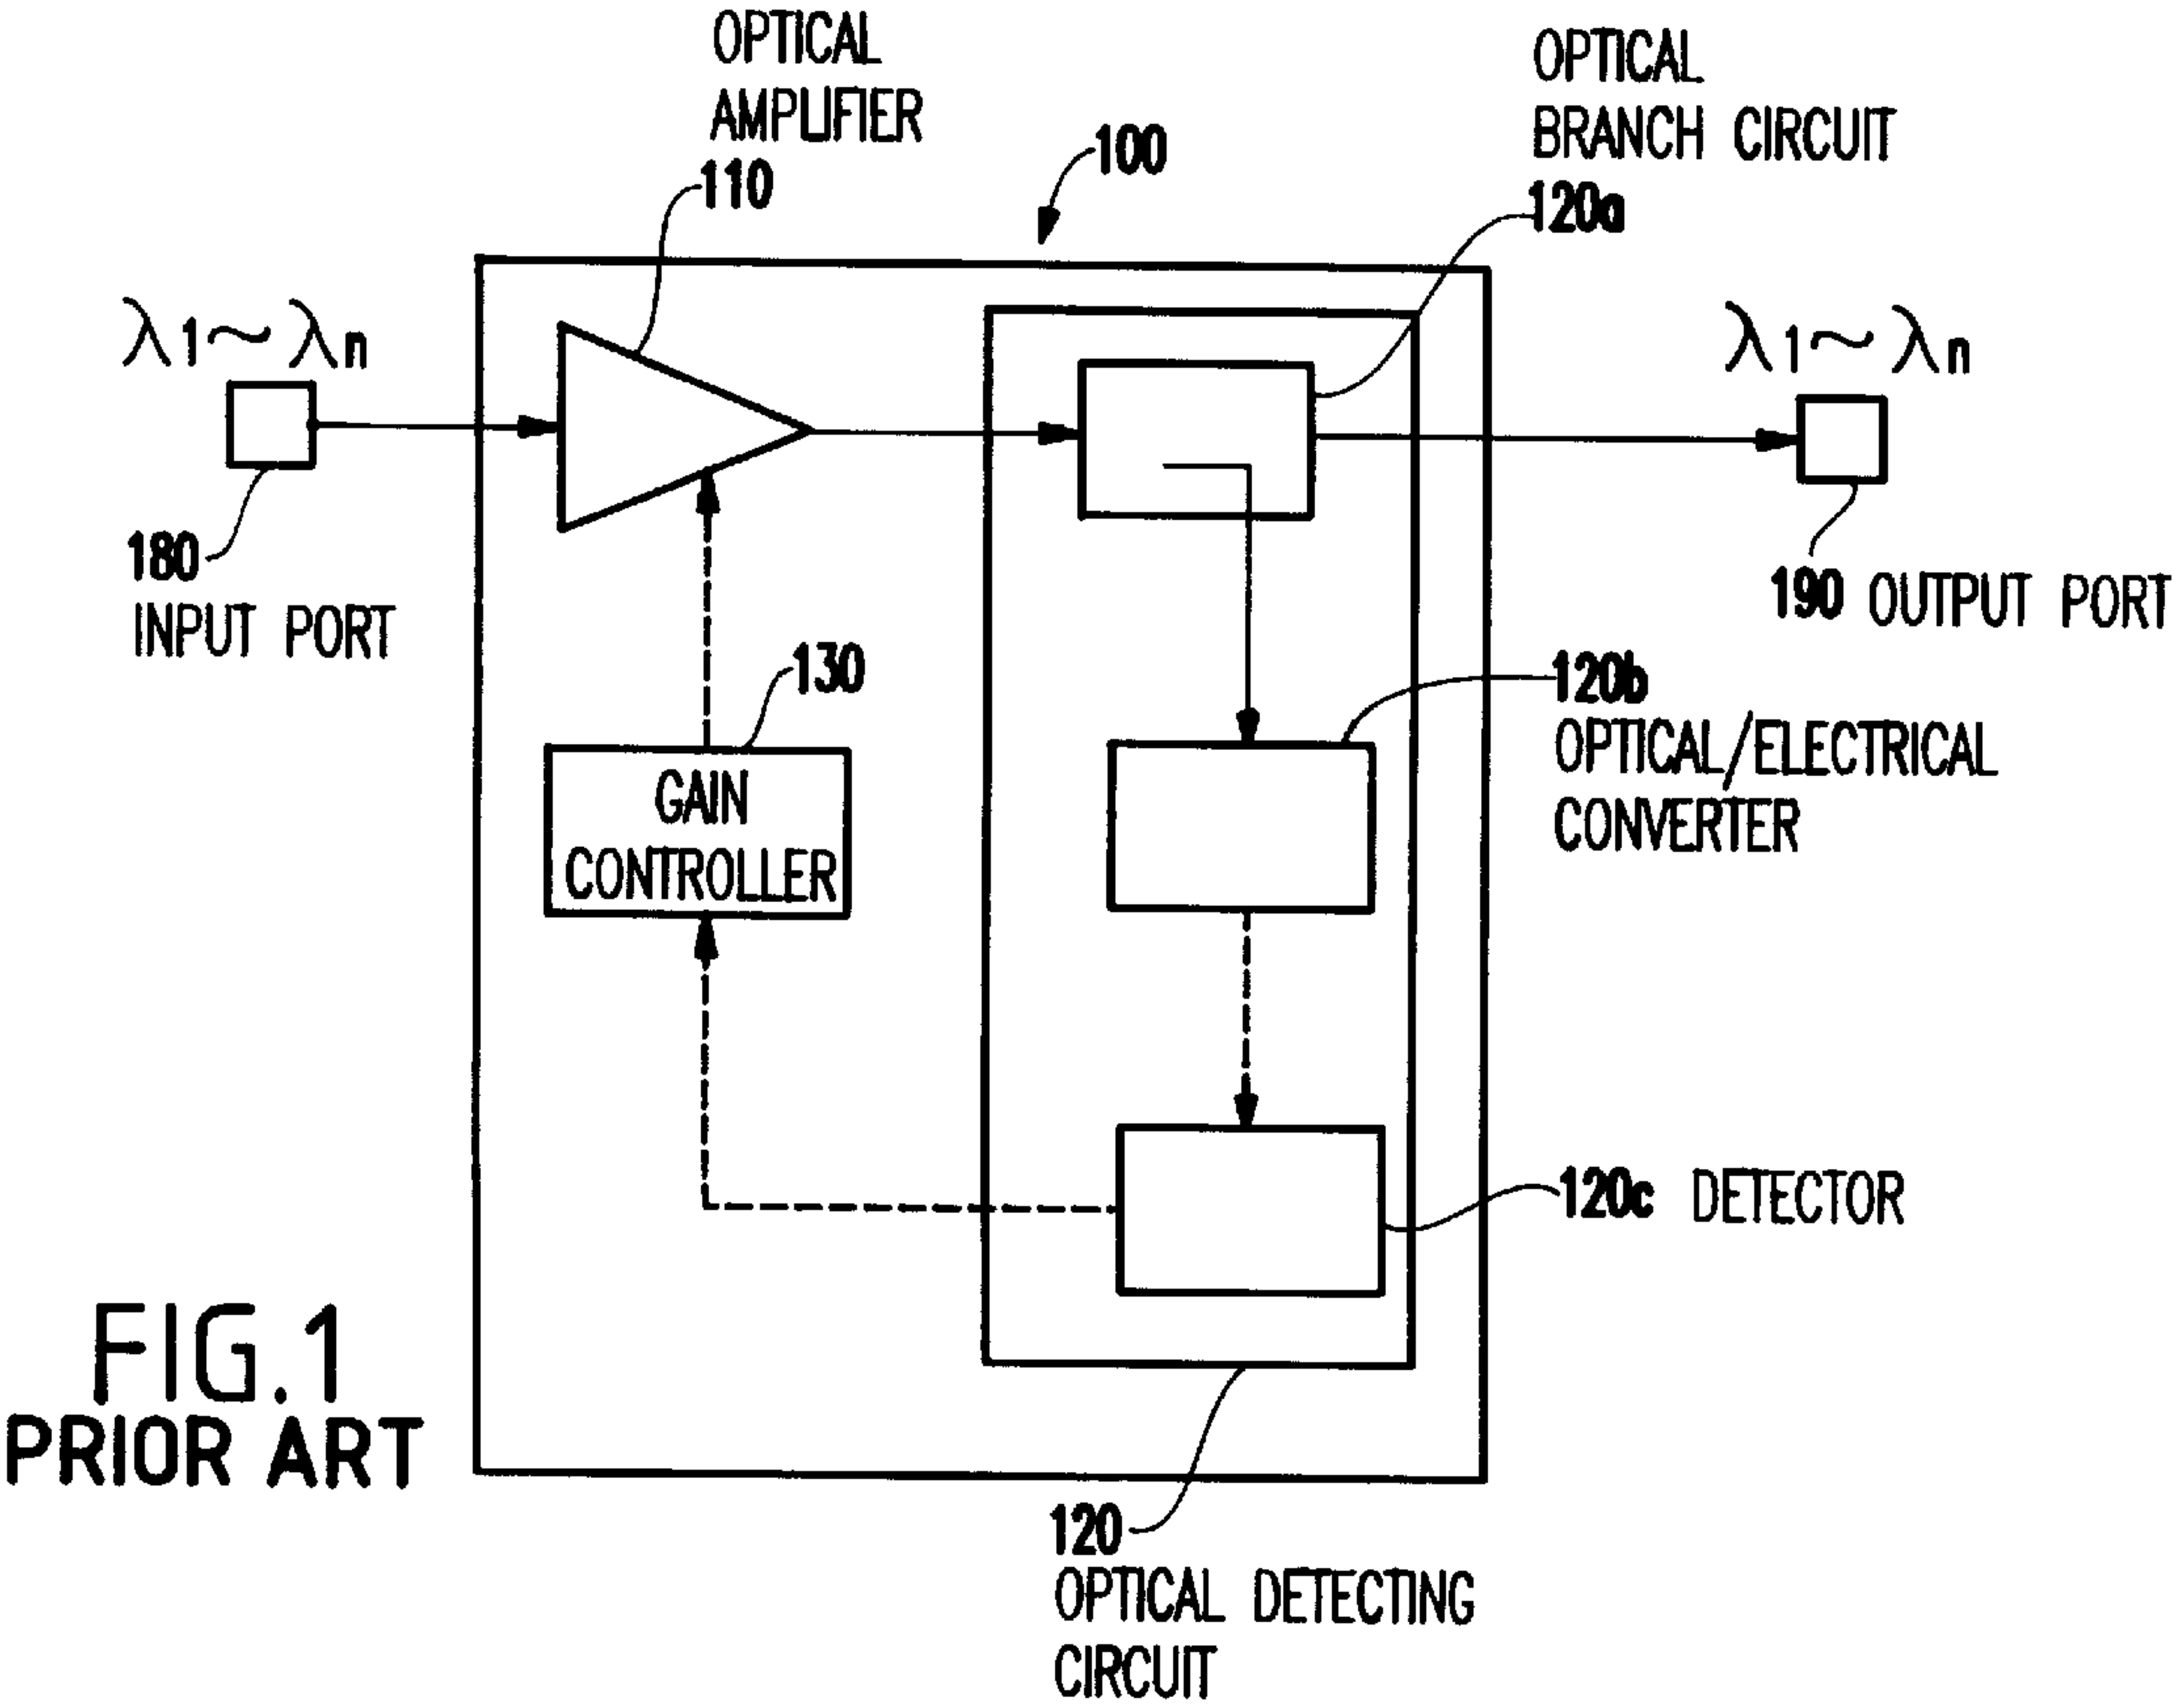 OPTICAL
AMPLIFIER
110
100
OPTICAL
BRANCH CIRCUIT
120a
λ1~λn
λ1~λn
180
INPUT PORT
190 OUTPUT PORT
130
GAIN
CONTROLLER
120b
OPTICAL/ELECTRICAL
CONVERTER
120c DETECTOR
FIG.1
PRIOR ART
120
OPTICAL DETECTING
CIRCUIT